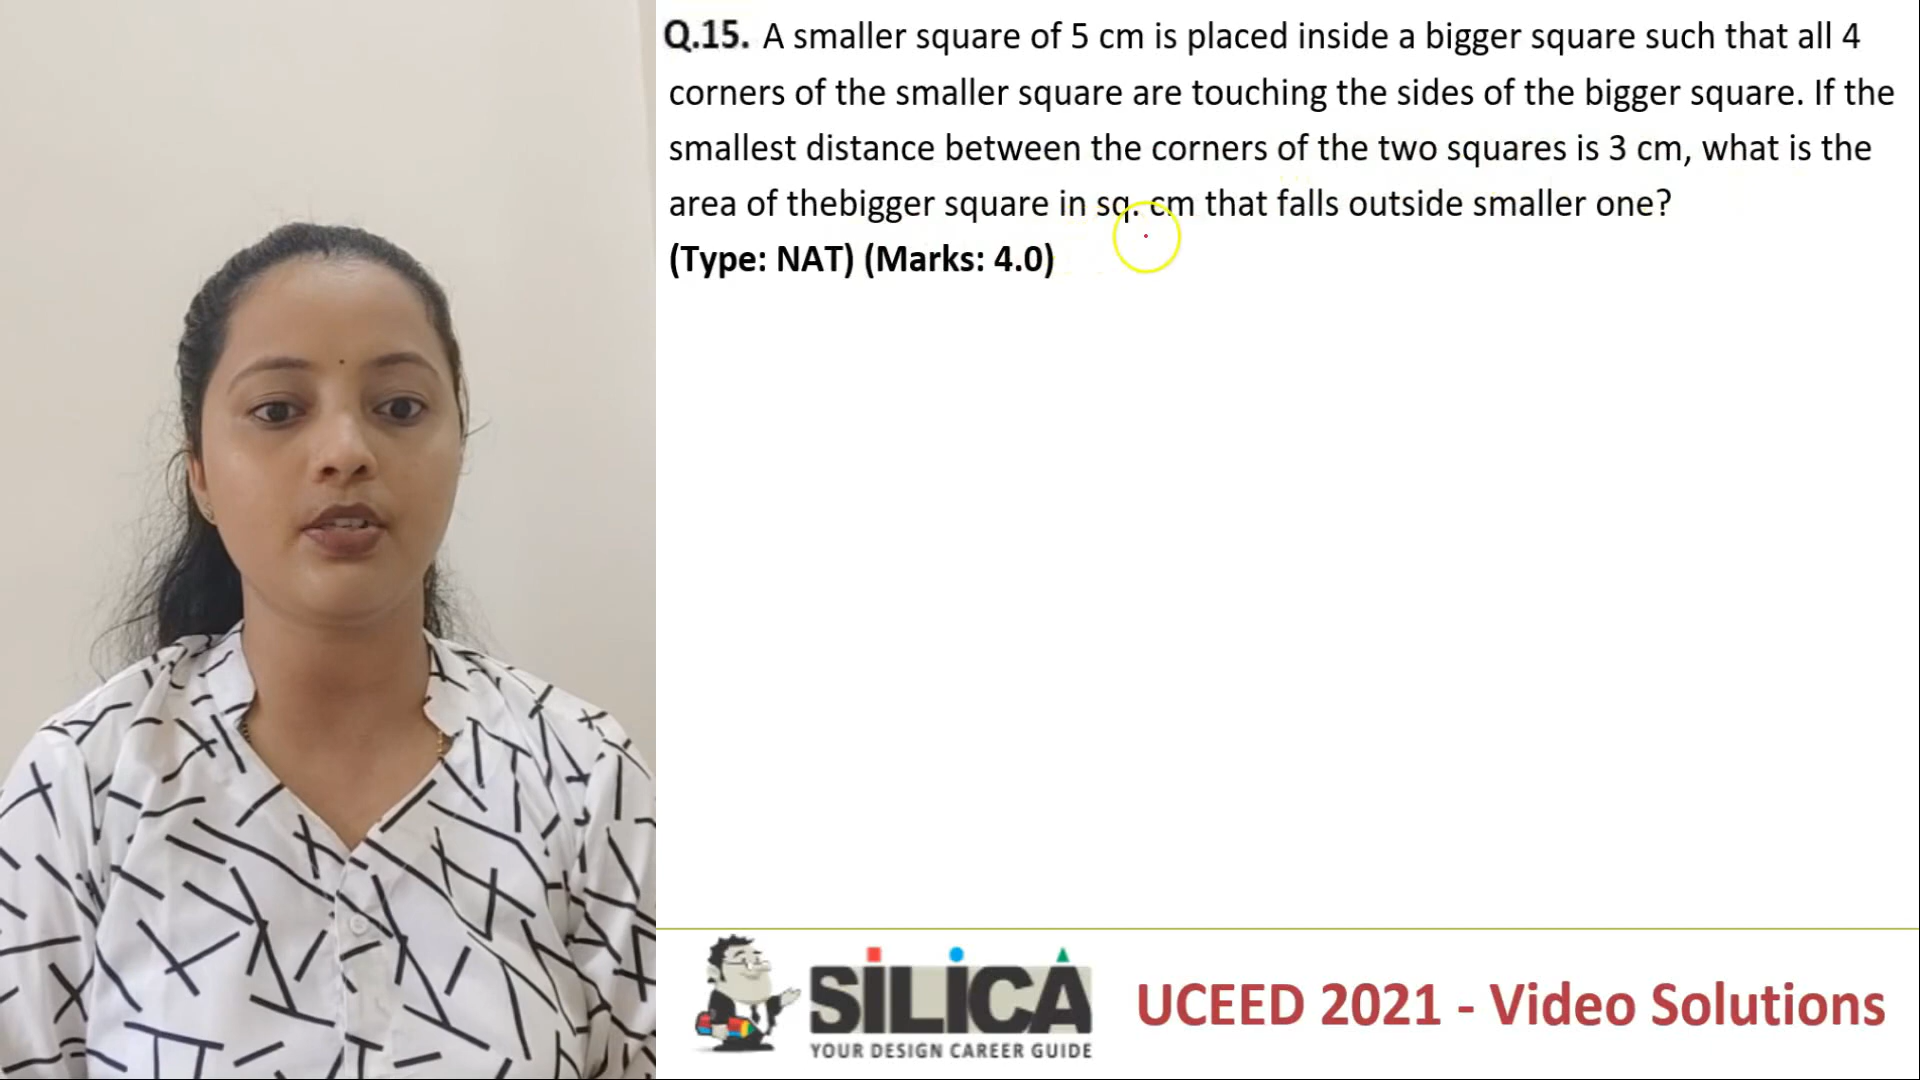 Q.15. A smaller square of 5 cm is placed inside a bigger square such that all 4
corners of the smaller square are touching the sides of the bigger square. If the
smallest distance between the corners of the two squares is 3 cm, what is the
area of thebigger square in sq. cm that falls outside smaller one?
(Type: NAT) (Marks: 4.0)
SILICA
YOUR DESIGN CAREER GUIDE
UCEED 2021 - Video Solutions